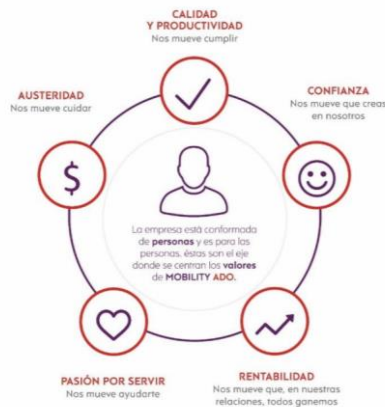 CALIDAD
Y PRODUCTIVIDAD
Nos mueve cumplir
AUSTERIDAD
Nos mueve cuidar
CONFIANZA
Nos mueve que creas
en nosotros
$
La empresa está conformada
de personas y es para las
personas, éstas son el eje
donde se centran los valores
de MOBILITY ADO.
PASIÓN POR SERVIR
Nos mueve ayudarte
RENTABILIDAD
Nos mueve que, en nuestras
relaciones, todos ganemos